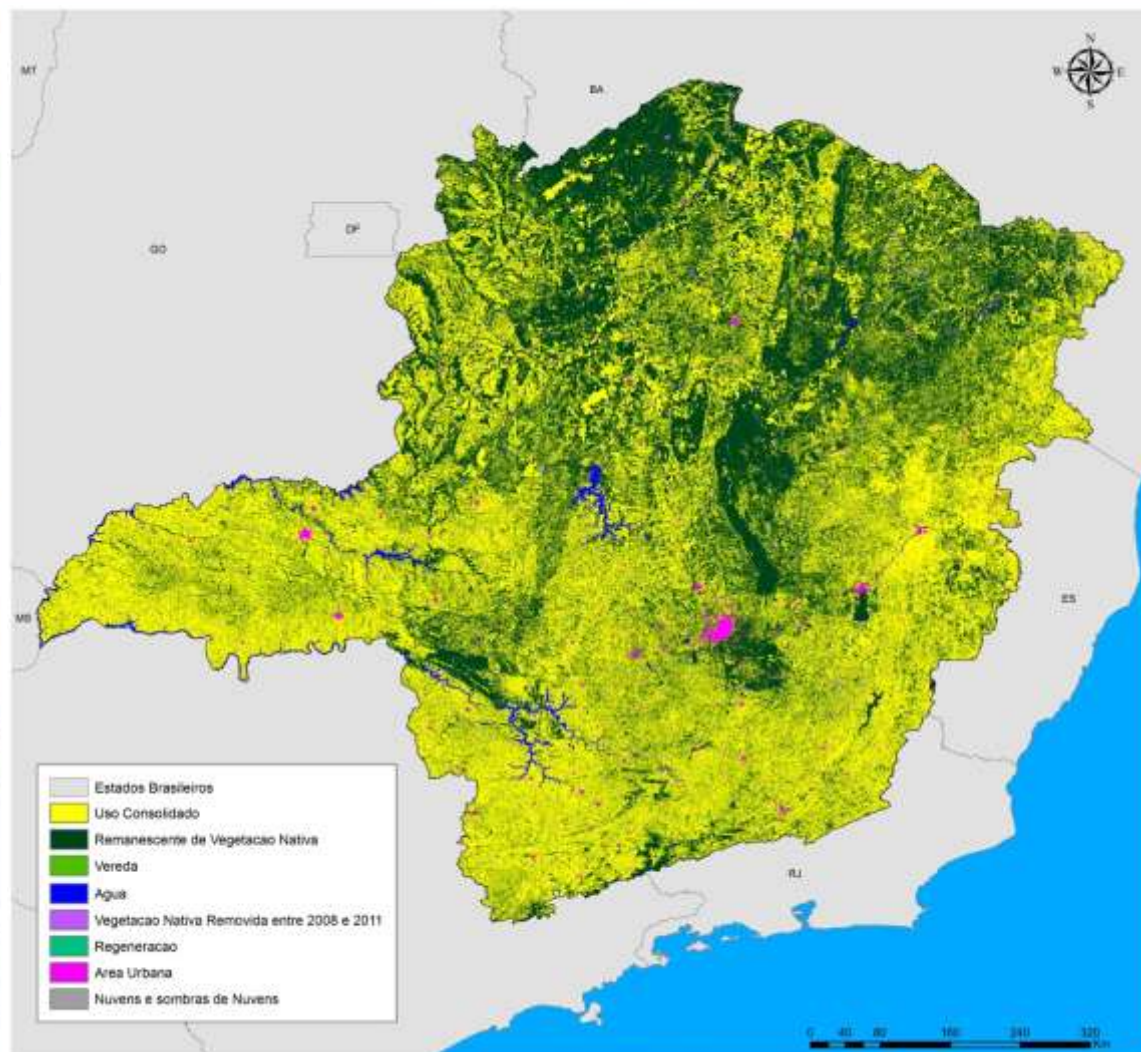 N
W E
S
MT
BA
GO
DF
MS
ES
RJ
Estados Brasileiros
Uso Consolidado
Remanescente de Vegetacao Nativa
Vereda
Agua
Vegetacao Nativa Removida entre 2008 e 2011
Regeneracao
Area Urbana
Nuvens e sombras de Nuvens
0 40 80 160 240 320
Km